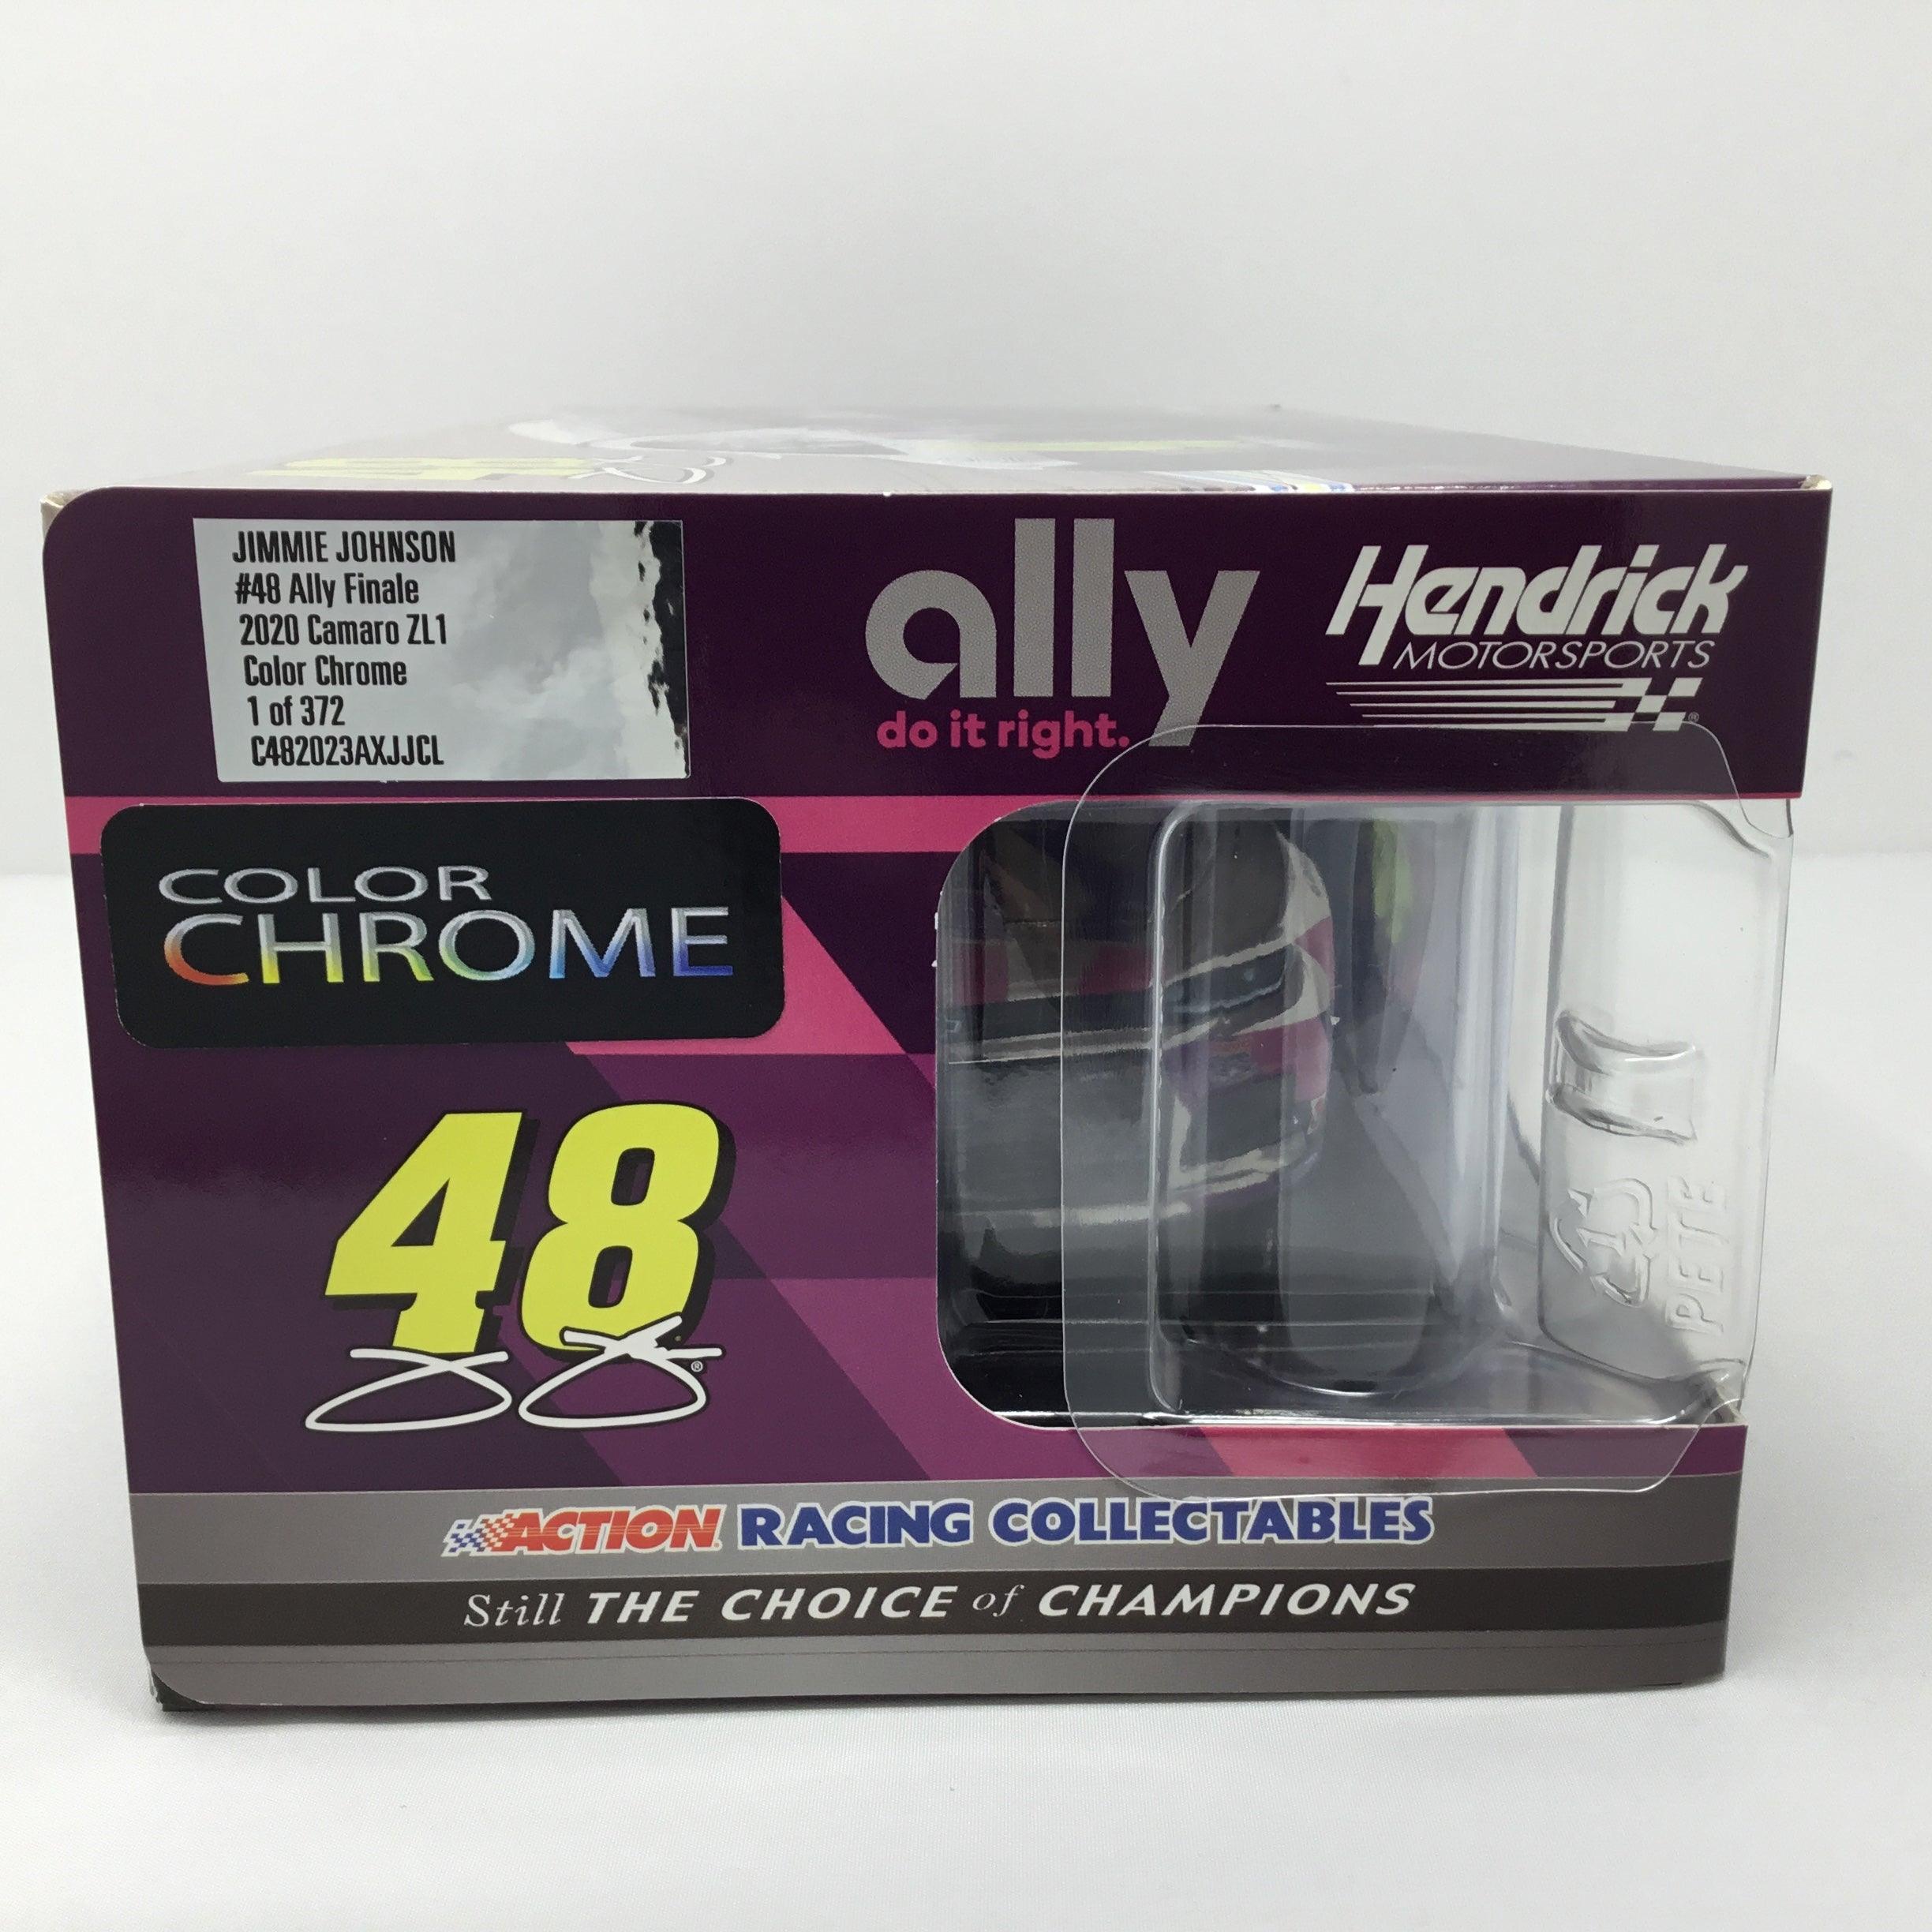 JIMMIE JOHNSON
#48 Ally Finale
2020 Camaro ZL1
Color Chrome
1 of 372
C482023AXJJCL
ally
do it right.
Hendrick
MOTORSPORTS
®
COLOR
CHROME
48
®
1
PETE
ACTION RACING COLLECTABLES
Still THE CHOICE of CHAMPIONS